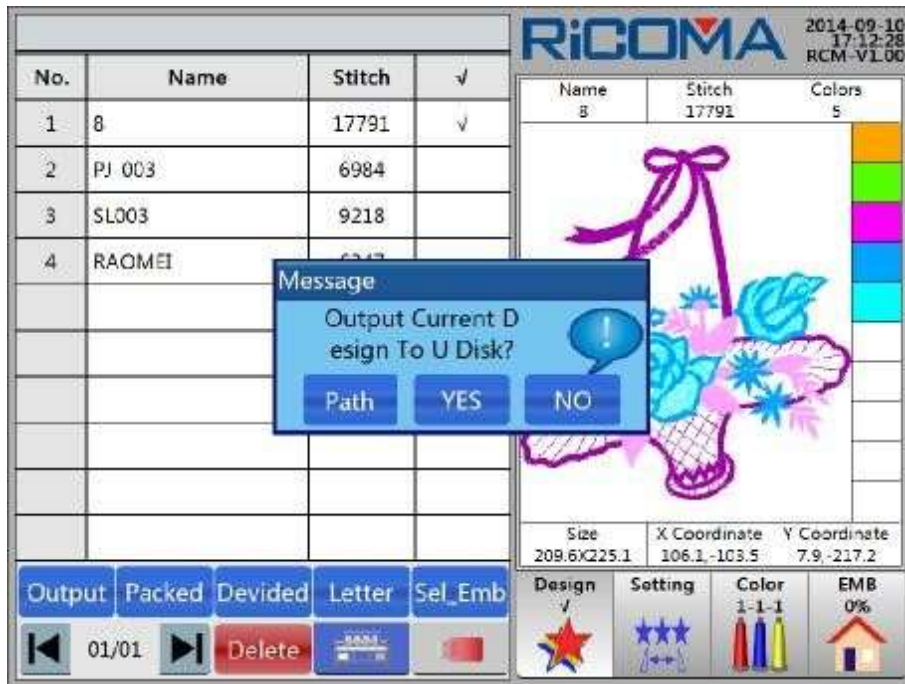 RiCOMA
2014-09-10
17:12:28
RCM-V1.00
No. Name Stitch √
1 8 17791 √
2 PJ 003 6984
3 SL003 9218
4 RAOMEI
Name Stitch Colors
8 17791 5
Message
Output Current D
esign To U Disk?
Path YES NO
Size X Coordinate Y Coordinate
209.6X225.1 106.1,-103.5 7.9,-217.2
Output Packed Devided Letter Sel_Emb
01/01 Delete
Design Setting Color EMB
√ 1-1-1 0%